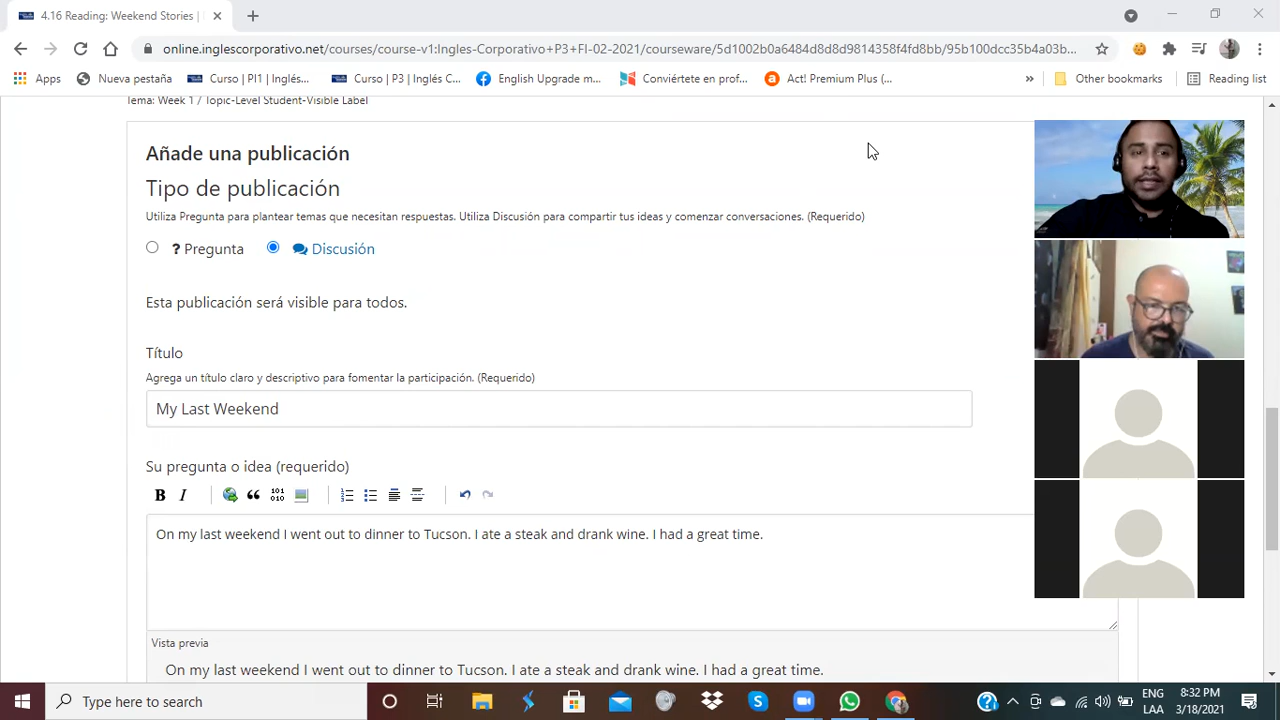 4.16 Reading: Weekend Stories |
online.inglescorporativo.net/courses/course-v1:Ingles-Corporativo+P3+FI-02-2021/courseware/5d1002b0a6484d8d8d9814358f4fd8bb/95b100dcc35b4a03b...
Apps Nueva pestaña Curso | PI1 | Inglés... Curso | P3 | Inglés C... English Upgrade m... Conviértete en prof... Act! Premium Plus (... » Other bookmarks Reading list
Tema: Week 1 / Topic-Level Student-Visible Label
Añade una publicación
Tipo de publicación
Utiliza Pregunta para plantear temas que necesitan respuestas. Utiliza Discusión para compartir tus ideas y comenzar conversaciones. (Requerido)
? Pregunta Discusión
Esta publicación será visible para todos.
Título
Agrega un título claro y descriptivo para fomentar la participación. (Requerido)
My Last Weekend
Su pregunta o idea (requerido)
B I
On my last weekend I went out to dinner to Tucson. I ate a steak and drank wine. I had a great time.
Vista previa
On my last weekend I went out to dinner to Tucson. I ate a steak and drank wine. I had a great time.
Type here to search
ENG 8:32 PM
LAA 3/18/2021